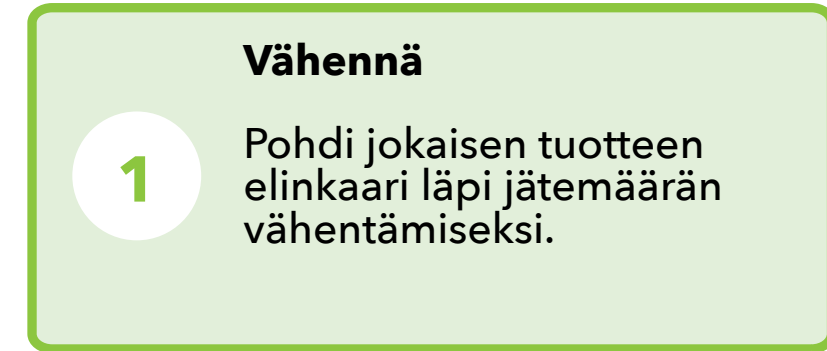 Vähennä
1
Pohdi jokaisen tuotteen
elinkaari läpi jätemäärän
vähentämiseksi.